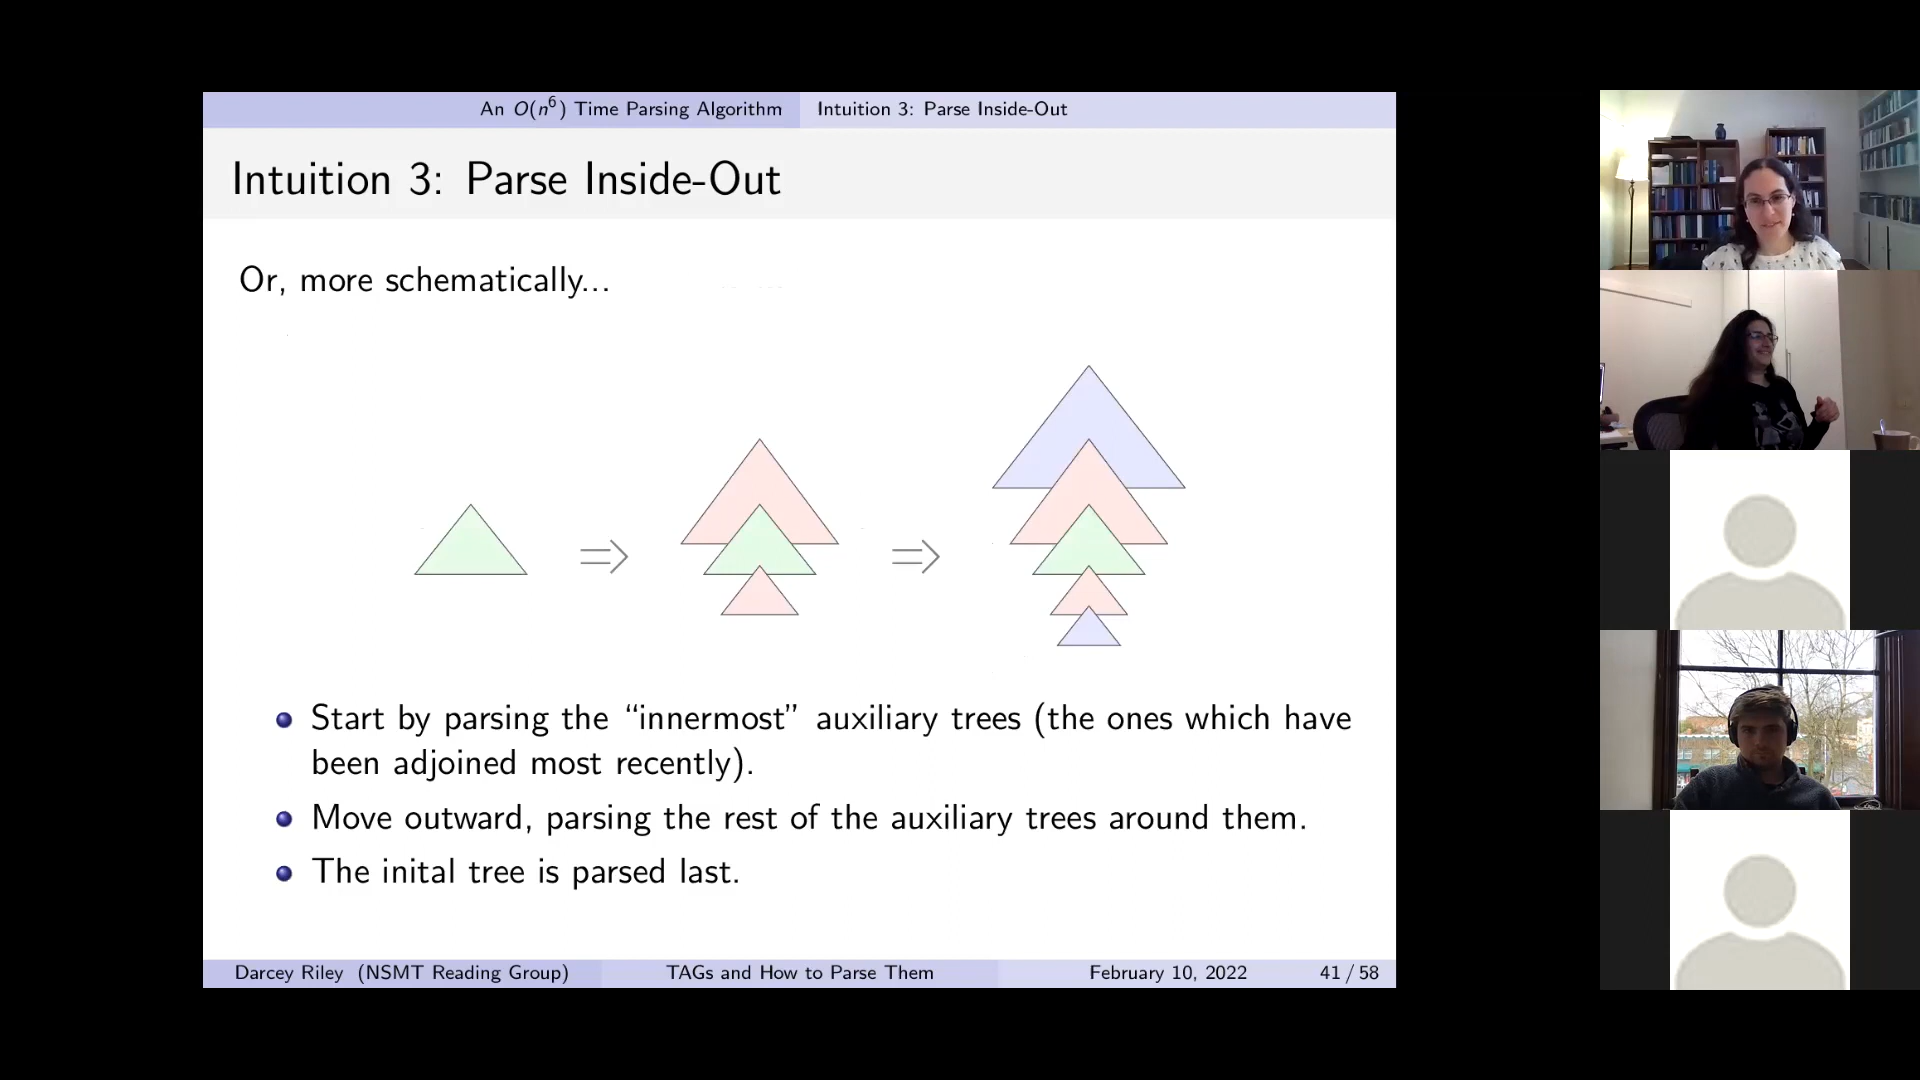 An O(n⁶) Time Parsing Algorithm Intuition 3: Parse Inside-Out
Intuition 3: Parse Inside-Out
Or, more schematically...
Start by parsing the “innermost” auxiliary trees (the ones which have
been adjoined most recently).
Move outward, parsing the rest of the auxiliary trees around them.
The inital tree is parsed last.
Darcey Riley (NSMT Reading Group) TAGs and How to Parse Them February 10, 2022 41 / 58